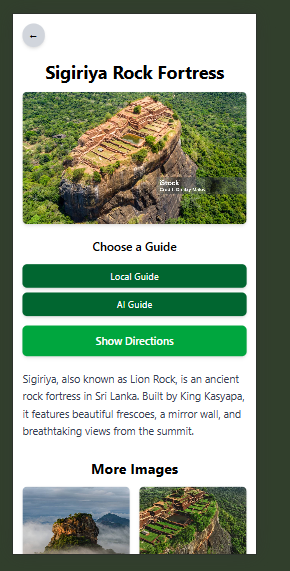 ←
Sigiriya Rock Fortress
iStock
Choose a Guide
Local Guide
AI Guide
Show Directions
Sigiriya, also known as Lion Rock, is an ancient
rock fortress in Sri Lanka. Built by King Kasyapa,
it features beautiful frescoes, a mirror wall, and
breathtaking views from the summit.
More Images